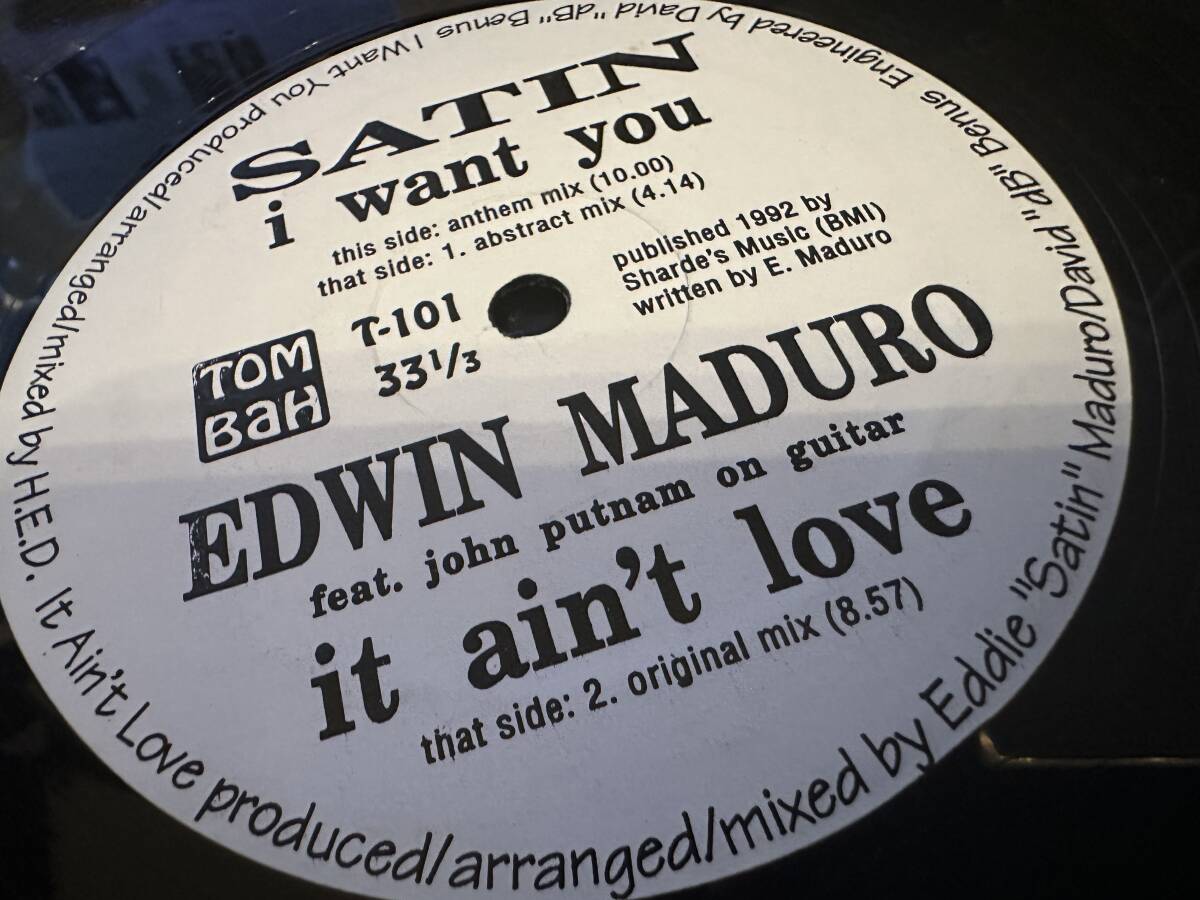 SATIN
i want you
this side: anthem mix (10.00)
that side: 1. abstract mix (4.14)
published 1992 by
Sharde's Music (BMI)
written by E. Maduro
T-101
33 1/3
TOM
BaH
EDWIN MADURO
feat. john putnam on guitar
it ain't love
that side: 2. original mix (8.57)
I Want You produced/arranged/mixed by H.E.D. It Ain't Love produced/arranged/mixed by Eddie "Satin" Maduro/David "dB" Benus Engineered by David "dB" Benus